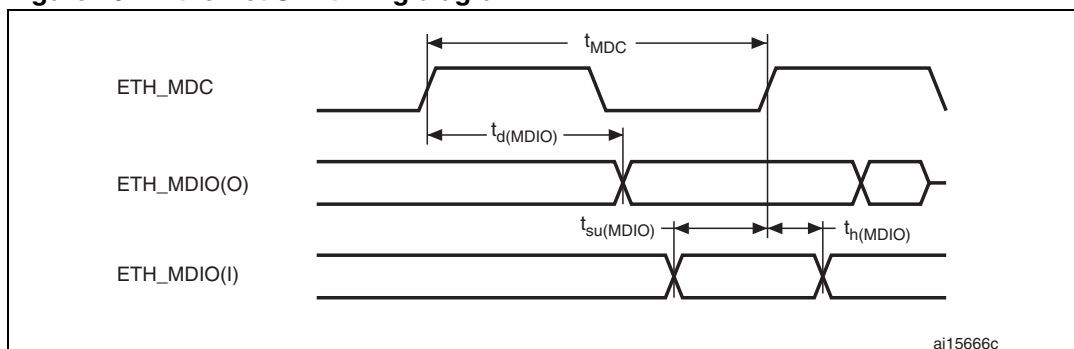 t_MDC
ETH_MDC
t_d(MDIO)
ETH_MDIO(O)
t_su(MDIO) t_h(MDIO)
ETH_MDIO(I)
ai15666c